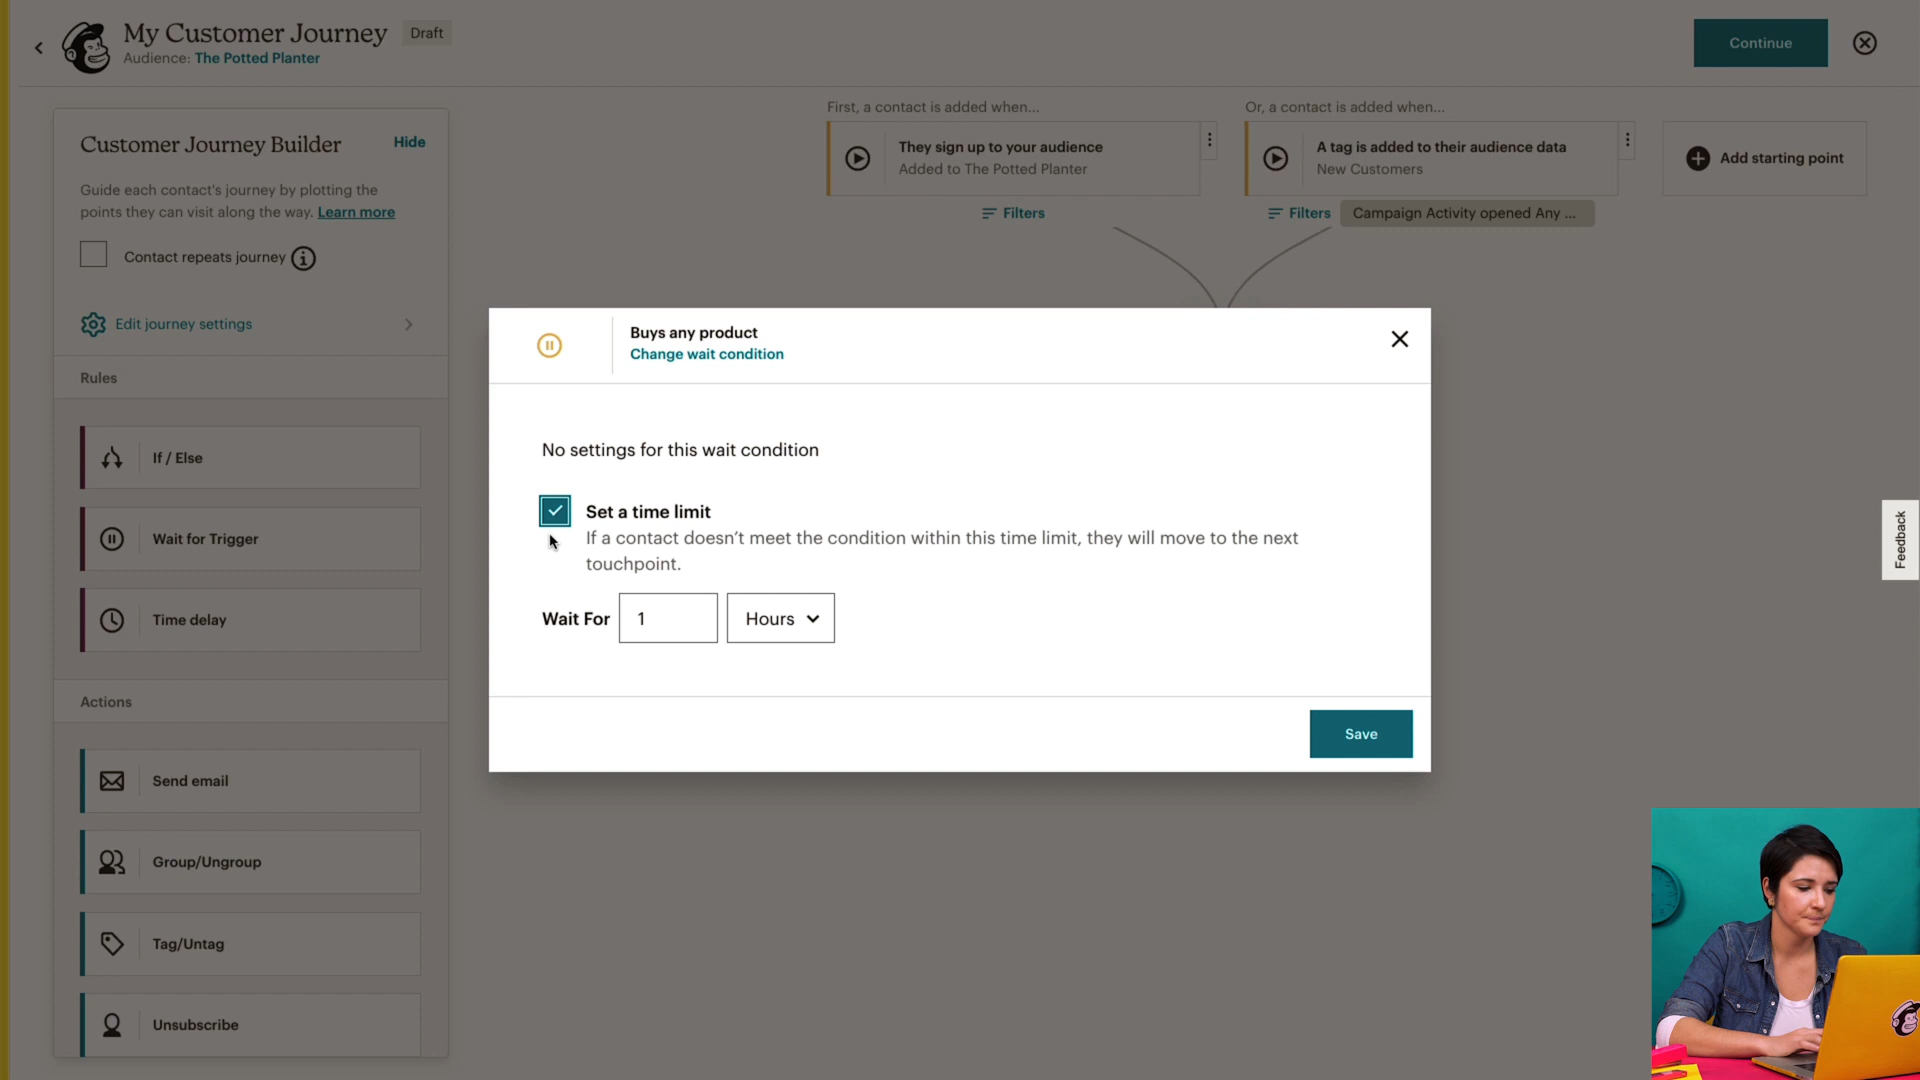 My Customer Journey
Draft
Audience: The Potted Planter
Continue
Customer Journey Builder
Hide
Guide each contact's journey by plotting the
points they can visit along the way. Learn more
Contact repeats journey
Edit journey settings
Rules
If / Else
Wait for Trigger
Time delay
Actions
Send email
Group/Ungroup
Tag/Untag
Unsubscribe
First, a contact is added when...
They sign up to your audience
Added to The Potted Planter
Filters
Or, a contact is added when...
A tag is added to their audience data
New Customers
Filters
Campaign Activity opened Any ...
Add starting point
Buys any product
Change wait condition
No settings for this wait condition
Set a time limit
If a contact doesn’t meet the condition within this time limit, they will move to the next
touchpoint.
Wait For 1 Hours
Save
Feedback